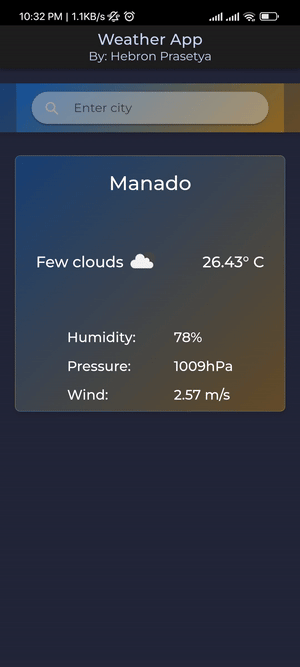 10:32 PM | 1.1KB/s
Weather App
By: Hebron Prasetya
Enter city
Manado
Few clouds 26.43° C
Humidity: 78%
Pressure: 1009hPa
Wind: 2.57 m/s